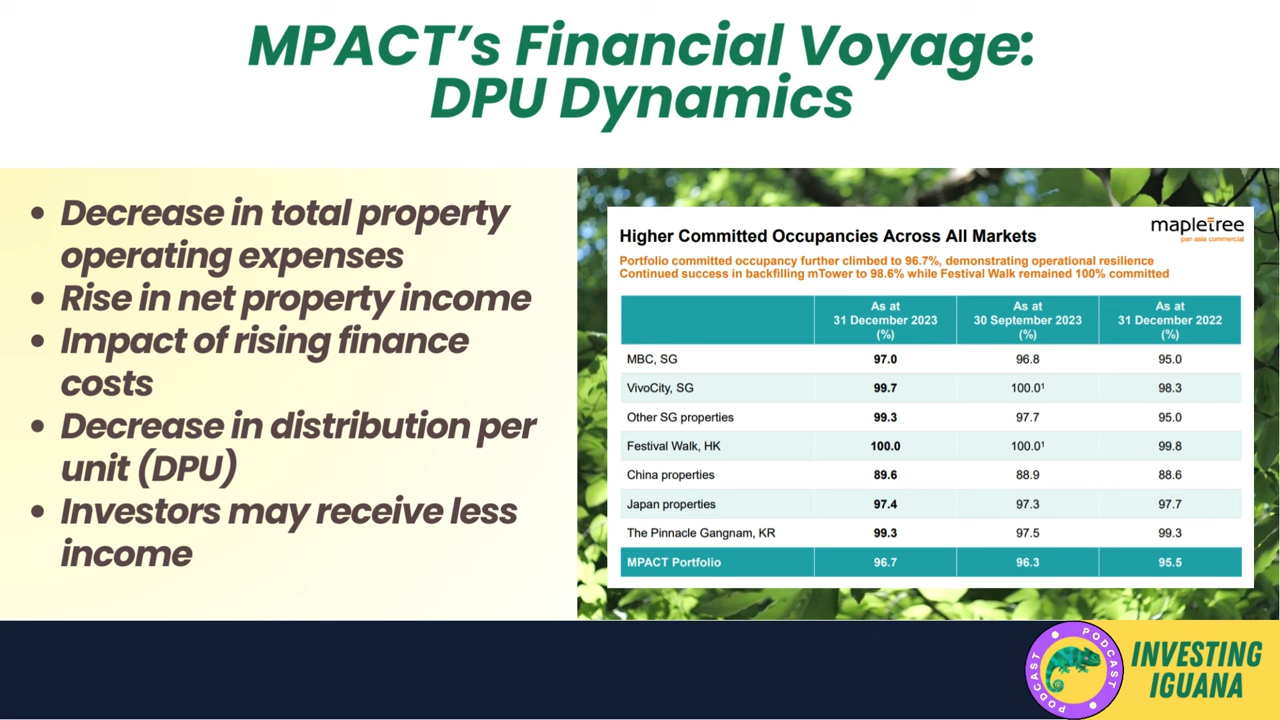 MPACT's Financial Voyage:
DPU Dynamics
• Decrease in total property
operating expenses
• Rise in net property income
• Impact of rising finance
costs
• Decrease in distribution per
unit (DPU)
• Investors may receive less
income
mapletree
pan asia commercial
Higher Committed Occupancies Across All Markets
Portfolio committed occupancy further climbed to 96.7%, demonstrating operational resilience
Continued success in backfilling mTower to 98.6% while Festival Walk remained 100% committed
As at 31 December 2023 (%) As at 30 September 2023 (%) As at 31 December 2022 (%)
MBC, SG 97.0 96.8 95.0
VivoCity, SG 99.7 100.0¹ 98.3
Other SG properties 99.3 97.7 95.0
Festival Walk, HK 100.0 100.0¹ 99.8
China properties 89.6 88.9 88.6
Japan properties 97.4 97.3 97.7
The Pinnacle Gangnam, KR 99.3 97.5 99.3
MPACT Portfolio 96.7 96.3 95.5
PODCAST
PODCAST
PODCAST
INVESTING
IGUANA